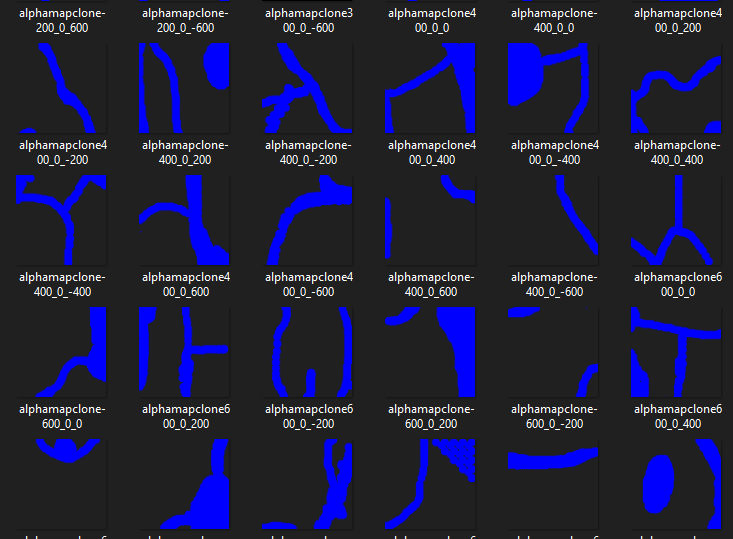 alphamapclone-
200_0_600
alphamapclone-
200_0_-600
alphamapclone3
00_0_-600
alphamapclone4
00_0_0
alphamapclone-
400_0_0
alphamapclone4
00_0_200
alphamapclone4
00_0_-200
alphamapclone-
400_0_200
alphamapclone-
400_0_-200
alphamapclone4
00_0_400
alphamapclone4
00_0_-400
alphamapclone-
400_0_400
alphamapclone-
400_0_-400
alphamapclone4
00_0_600
alphamapclone4
00_0_-600
alphamapclone-
400_0_600
alphamapclone-
400_0_-600
alphamapclone6
00_0_0
alphamapclone-
600_0_0
alphamapclone6
00_0_200
alphamapclone6
00_0_-200
alphamapclone-
600_0_200
alphamapclone-
600_0_-200
alphamapclone6
00_0_400